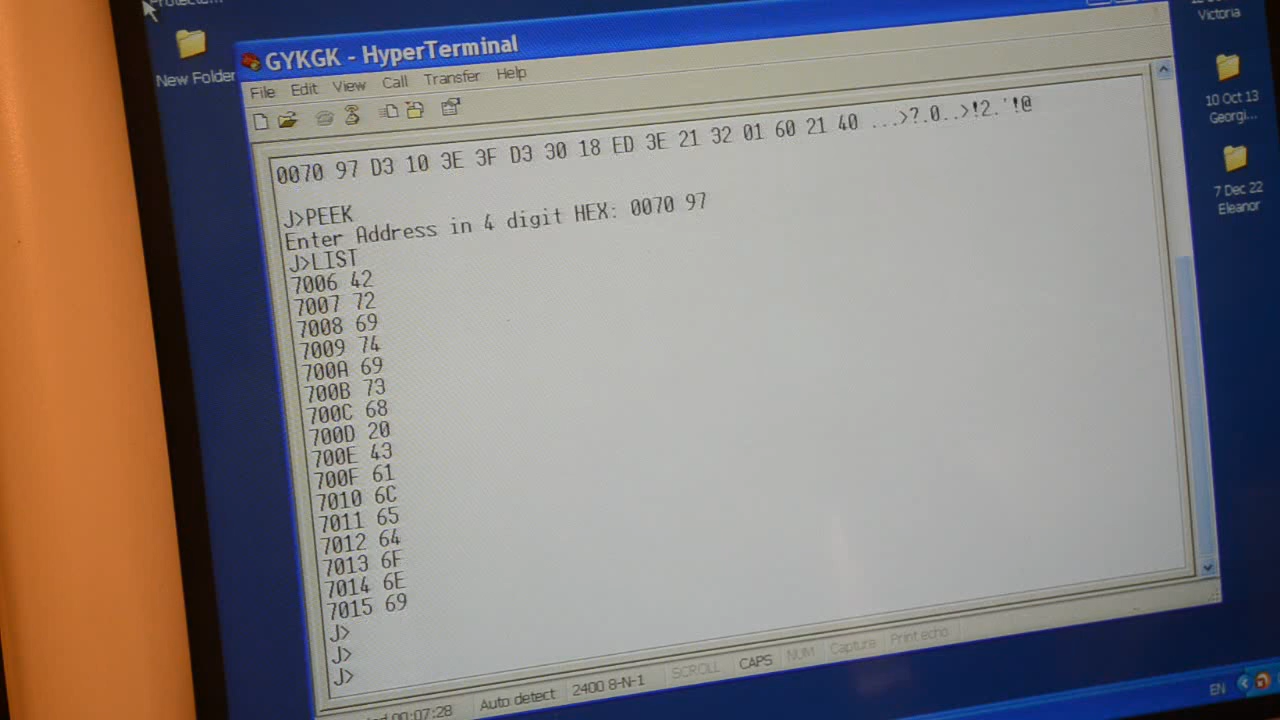 Victoria
New Folder
GYKGK - HyperTerminal
File Edit View Call Transfer Help
10 Oct 13
Georgi...
7 Dec 22
Eleanor
0070 97 D3 10 3E 3F D3 30 18 ED 3E 21 32 01 60 21 40 ...>?.0..>!2.`!@
J>PEEK
Enter Address in 4 digit HEX: 0070 97
J>LIST
7006 42
7007 72
7008 69
7009 74
700A 69
700B 73
700C 68
700D 20
700E 43
700F 61
7010 6C
7011 65
7012 64
7013 6F
7014 6E
7015 69
J>
J>
J>
00:07:28 Auto detect 2400 8-N-1 SCROLL CAPS NUM Capture Print echo
EN